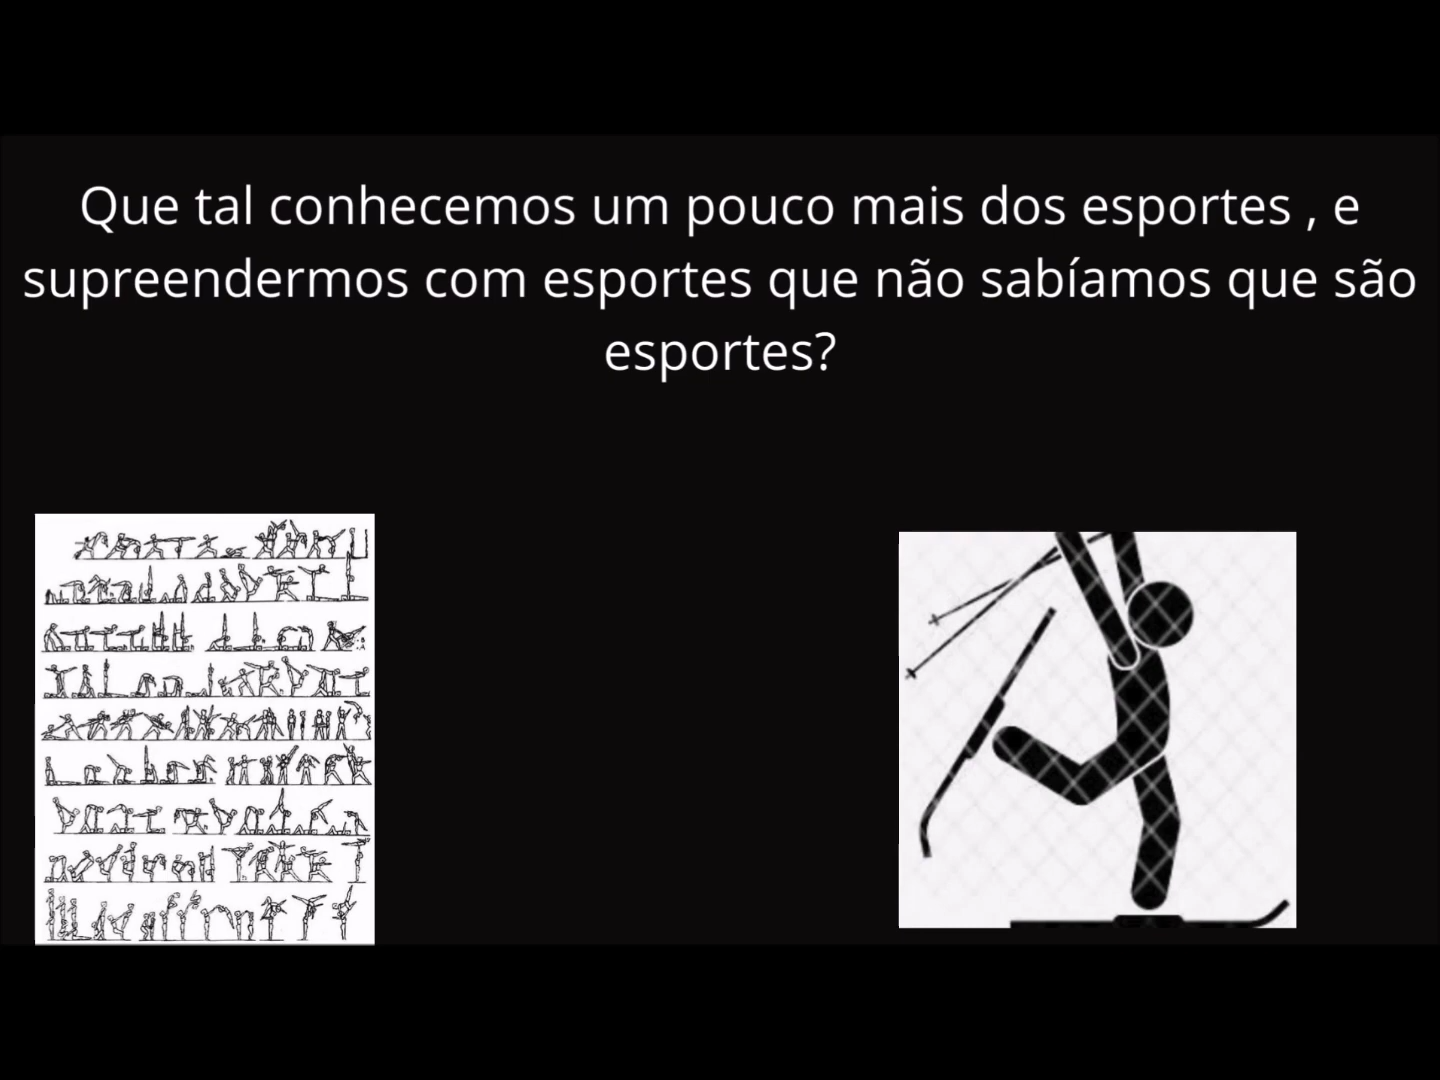 Que tal conhecemos um pouco mais dos esportes , e
supreendermos com esportes que não sabíamos que são
esportes?